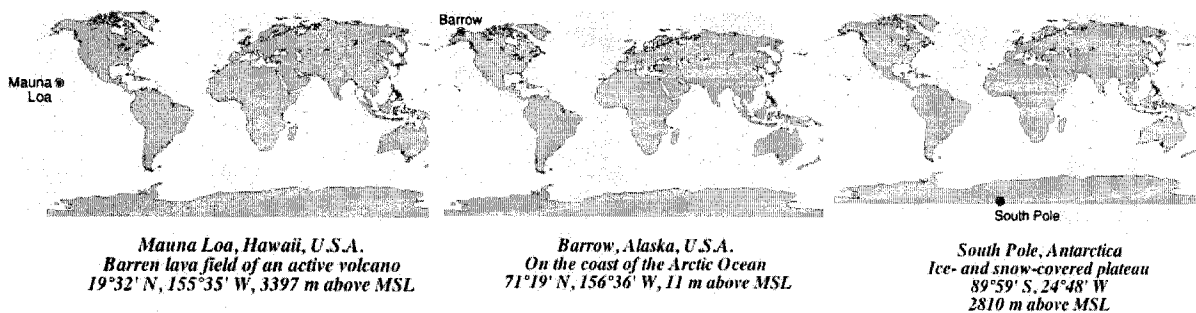 Barrow
Mauna
Loa
South Pole
Mauna Loa, Hawaii, U.S.A.
Barren lava field of an active volcano
19°32' N, 155°35' W, 3397 m above MSL
Barrow, Alaska, U.S.A.
On the coast of the Arctic Ocean
71°19' N, 156°36' W, 11 m above MSL
South Pole, Antarctica
Ice- and snow-covered plateau
89°59' S, 24°48' W
2810 m above MSL